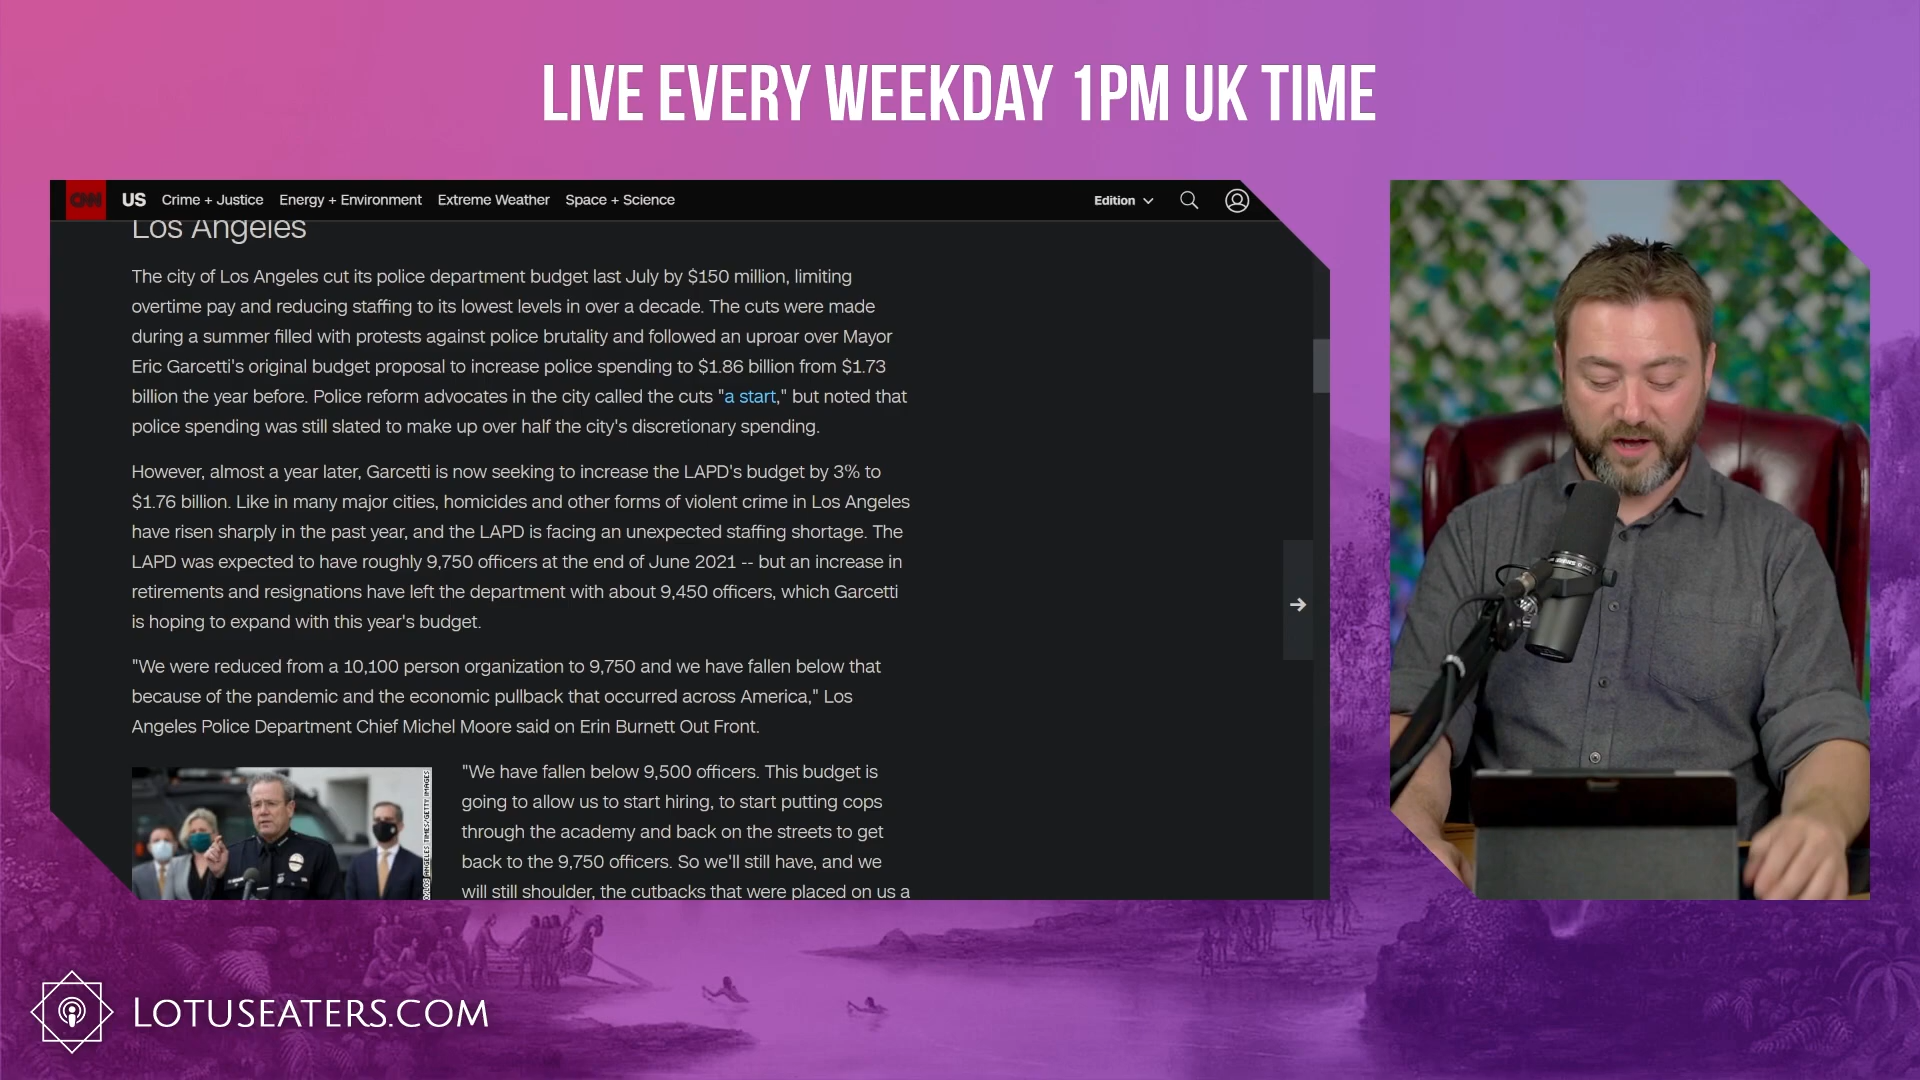 LIVE EVERY WEEKDAY 1PM UK TIME
CNN US Crime + Justice Energy + Environment Extreme Weather Space + Science Edition
Los Angeles
The city of Los Angeles cut its police department budget last July by $150 million, limiting
overtime pay and reducing staffing to its lowest levels in over a decade. The cuts were made
during a summer filled with protests against police brutality and followed an uproar over Mayor
Eric Garcetti's original budget proposal to increase police spending to $1.86 billion from $1.73
billion the year before. Police reform advocates in the city called the cuts "a start," but noted that
police spending was still slated to make up over half the city's discretionary spending.
However, almost a year later, Garcetti is now seeking to increase the LAPD's budget by 3% to
$1.76 billion. Like in many major cities, homicides and other forms of violent crime in Los Angeles
have risen sharply in the past year, and the LAPD is facing an unexpected staffing shortage. The
LAPD was expected to have roughly 9,750 officers at the end of June 2021 -- but an increase in
retirements and resignations have left the department with about 9,450 officers, which Garcetti
is hoping to expand with this year's budget.
"We were reduced from a 10,100 person organization to 9,750 and we have fallen below that
because of the pandemic and the economic pullback that occurred across America," Los
Angeles Police Department Chief Michel Moore said on Erin Burnett Out Front.
"We have fallen below 9,500 officers. This budget is
going to allow us to start hiring, to start putting cops
through the academy and back on the streets to get
back to the 9,750 officers. So we'll still have, and we
will still shoulder, the cutbacks that were placed on us a
LOS ANGELES TIMES/GETTY IMAGES
LOTUSEATERS.COM